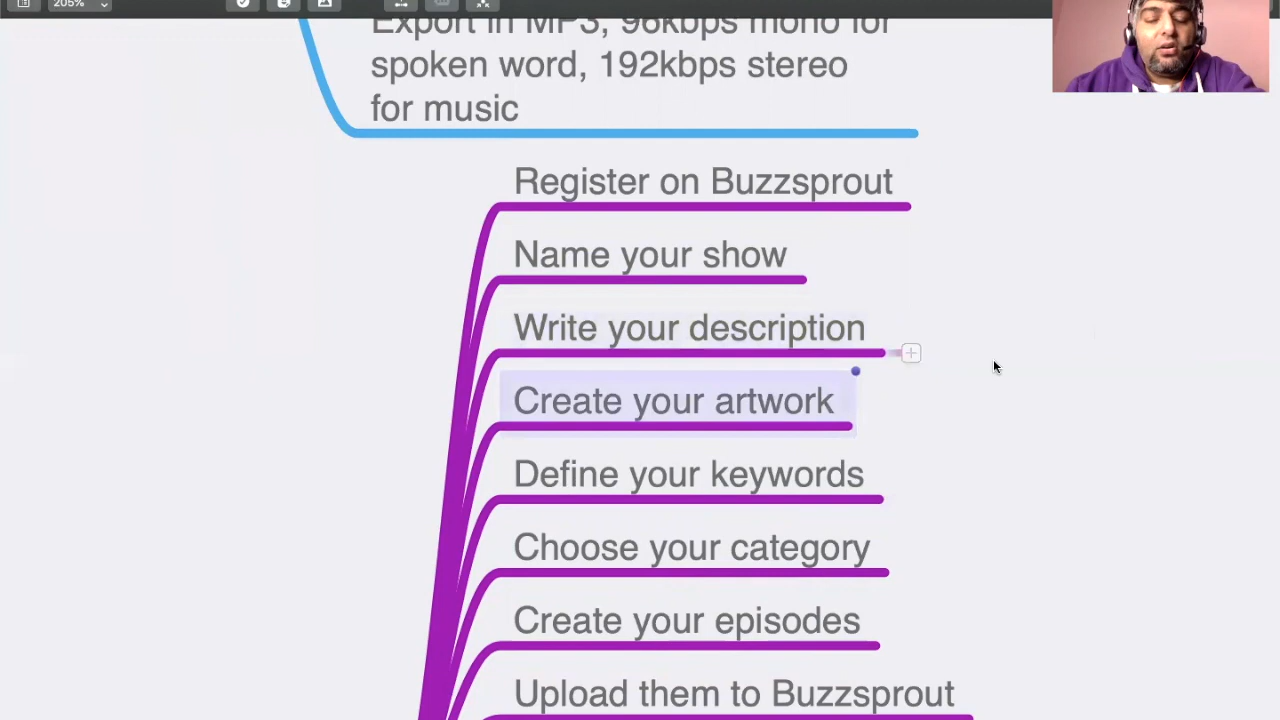 205%
Export in MP3, 96kbps mono for
spoken word, 192kbps stereo
for music
Register on Buzzsprout
Name your show
Write your description
Create your artwork
Define your keywords
Choose your category
Create your episodes
Upload them to Buzzsprout